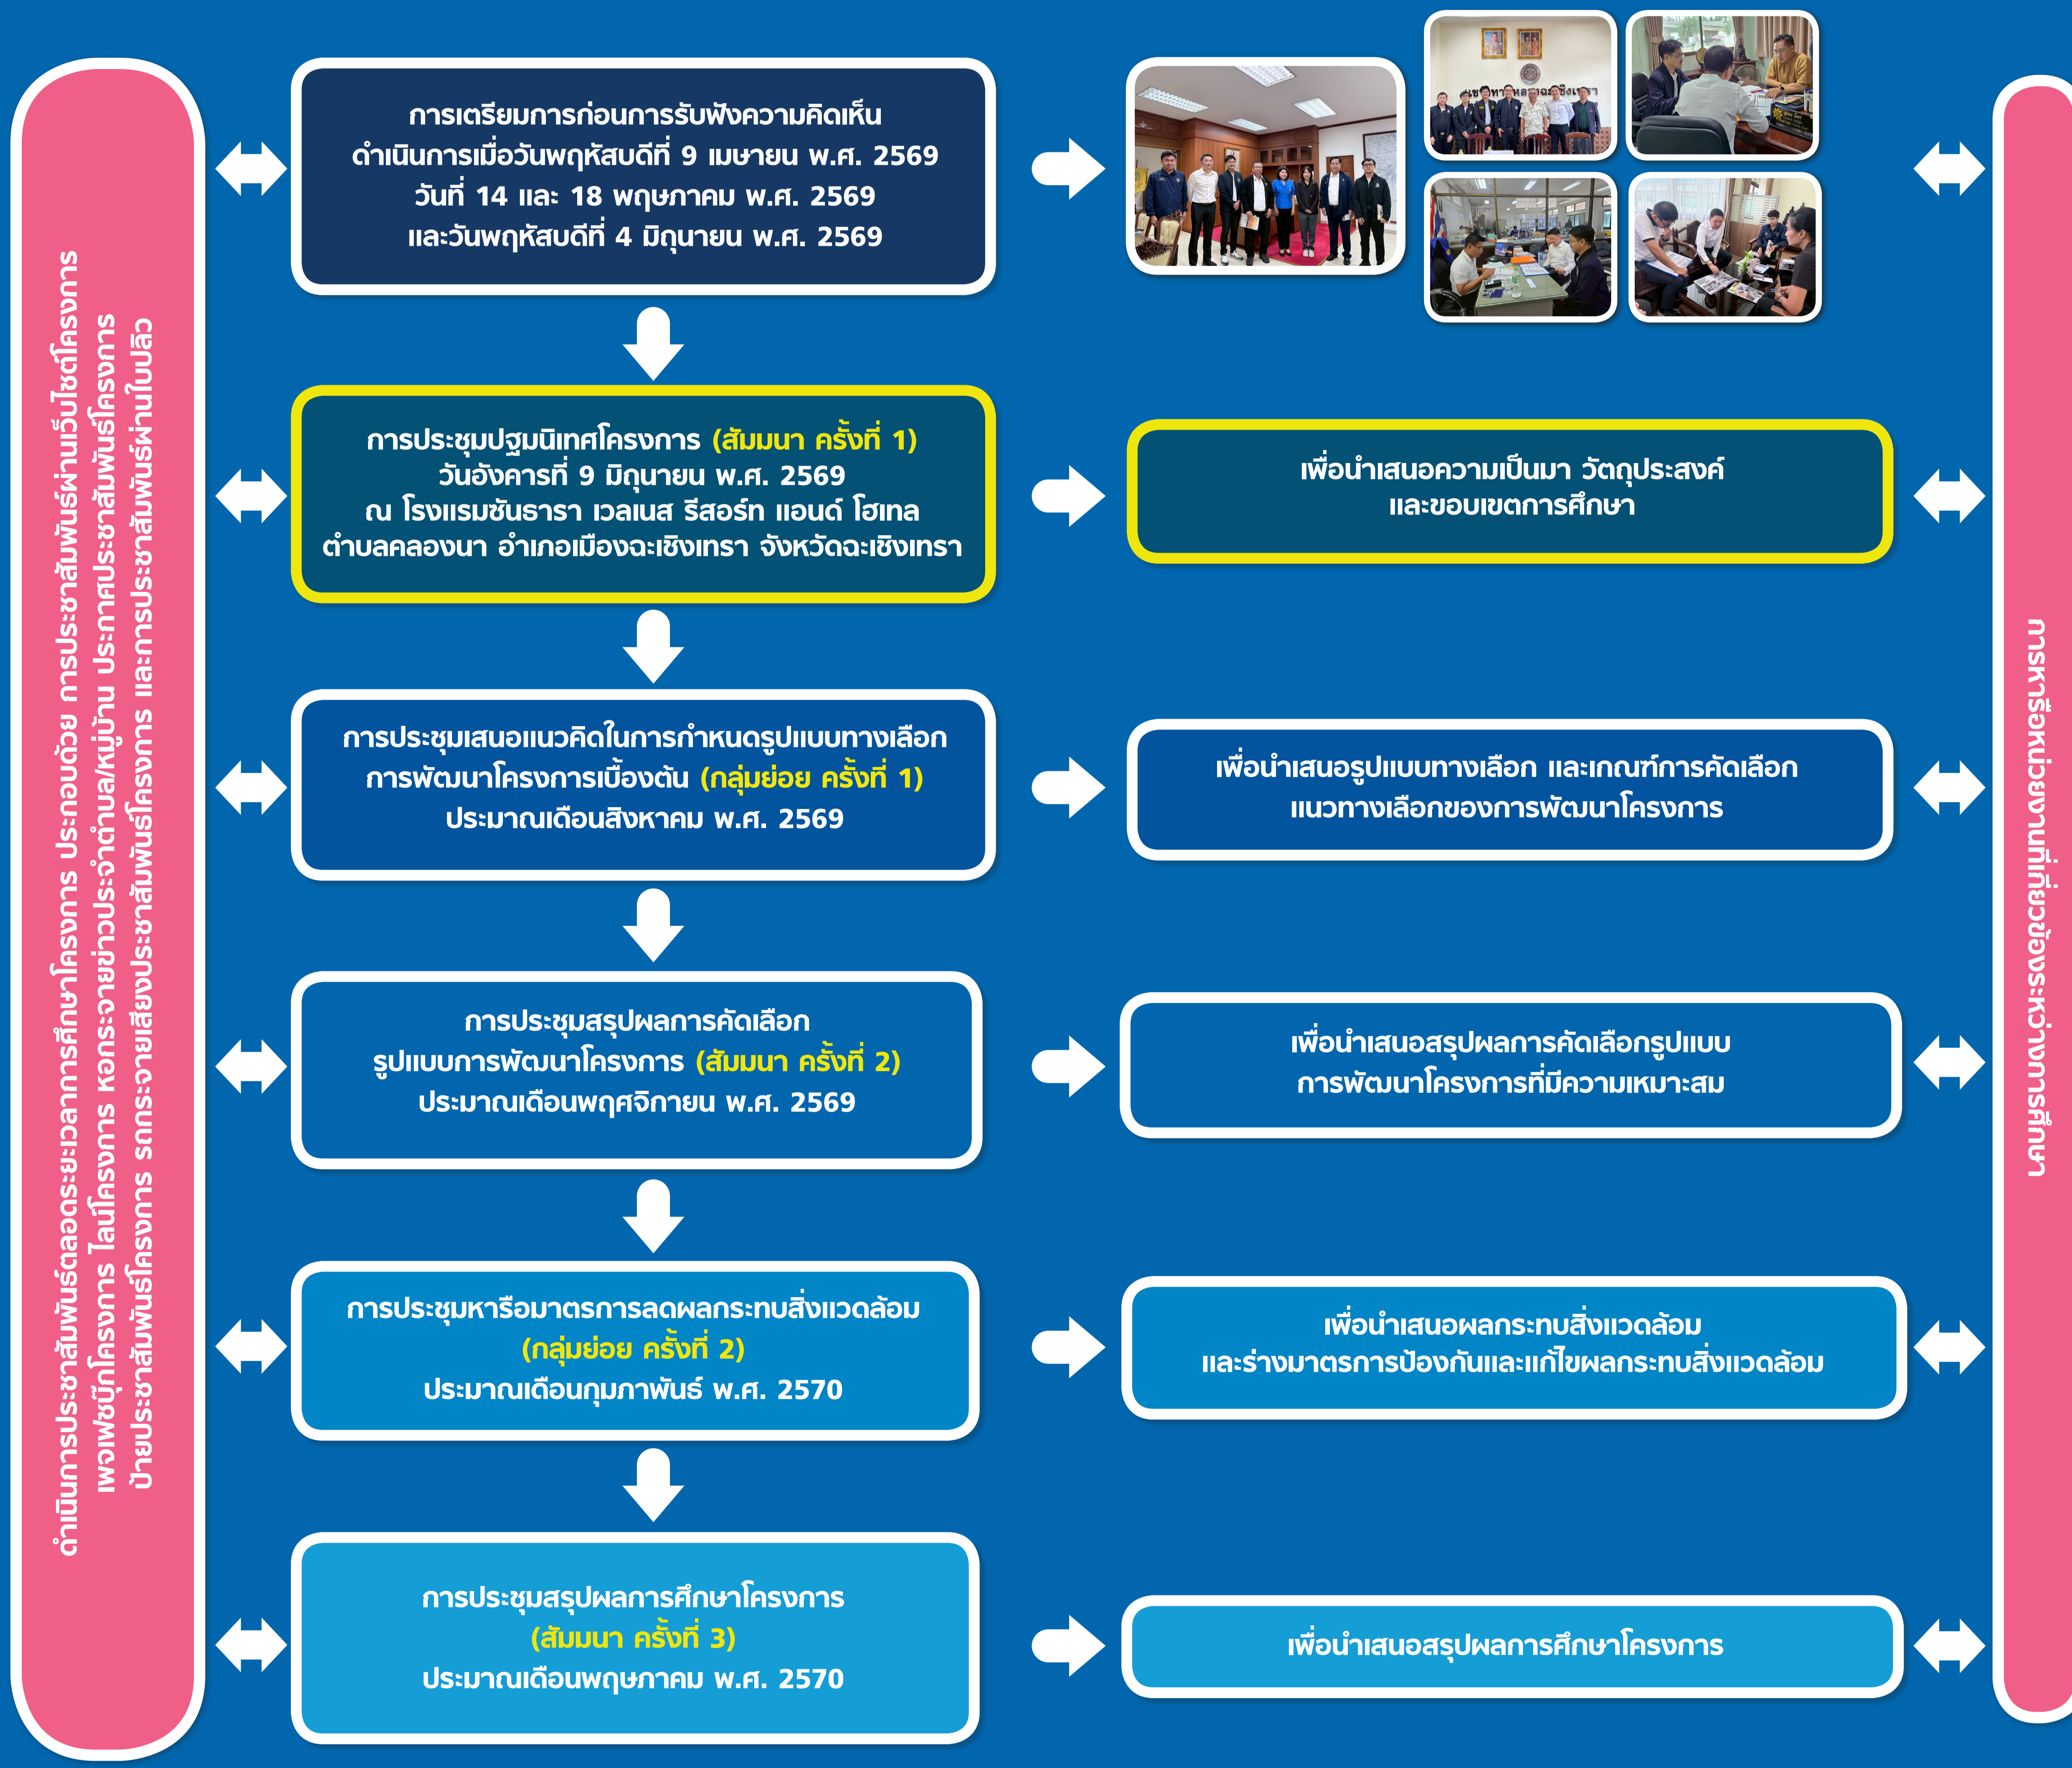 ดำเนินการประชาสัมพันธ์ตลอดระยะเวลาการศึกษาโครงการ ประกอบด้วย การประชาสัมพันธ์ผ่านเว็บไซต์โครงการ
เพจเฟซบุ๊กโครงการ ไลน์โครงการ หอกระจายข่าวประจำตำบล/หมู่บ้าน ประกาศประชาสัมพันธ์โครงการ
ป้ายประชาสัมพันธ์โครงการ รถกระจายเสียงประชาสัมพันธ์โครงการ และการประชาสัมพันธ์ผ่านใบปลิว
การเตรียมการก่อนการรับฟังความคิดเห็น
ดำเนินการเมื่อวันพฤหัสบดีที่ 9 เมษายน พ.ศ. 2569
วันที่ 14 และ 18 พฤษภาคม พ.ศ. 2569
และวันพฤหัสบดีที่ 4 มิถุนายน พ.ศ. 2569
การประชุมปฐมนิเทศโครงการ (สัมมนา ครั้งที่ 1)
วันอังคารที่ 9 มิถุนายน พ.ศ. 2569
ณ โรงแรมซันธารา เวลเนส รีสอร์ท แอนด์ โฮเทล
ตำบลคลองนา อำเภอเมืองฉะเชิงเทรา จังหวัดฉะเชิงเทรา
เพื่อนำเสนอความเป็นมา วัตถุประสงค์
และขอบเขตการศึกษา
การประชุมเสนอแนวคิดในการกำหนดรูปแบบทางเลือก
การพัฒนาโครงการเบื้องต้น (กลุ่มย่อย ครั้งที่ 1)
ประมาณเดือนสิงหาคม พ.ศ. 2569
เพื่อนำเสนอรูปแบบทางเลือก และเกณฑ์การคัดเลือก
แนวทางเลือกของการพัฒนาโครงการ
การประชุมสรุปผลการคัดเลือก
รูปแบบการพัฒนาโครงการ (สัมมนา ครั้งที่ 2)
ประมาณเดือนพฤศจิกายน พ.ศ. 2569
เพื่อนำเสนอสรุปผลการคัดเลือกรูปแบบ
การพัฒนาโครงการที่มีความเหมาะสม
การประชุมหารือมาตรการลดผลกระทบสิ่งแวดล้อม
(กลุ่มย่อย ครั้งที่ 2)
ประมาณเดือนกุมภาพันธ์ พ.ศ. 2570
เพื่อนำเสนอผลกระทบสิ่งแวดล้อม
และร่างมาตรการป้องกันและแก้ไขผลกระทบสิ่งแวดล้อม
การประชุมสรุปผลการศึกษาโครงการ
(สัมมนา ครั้งที่ 3)
ประมาณเดือนพฤษภาคม พ.ศ. 2570
เพื่อนำเสนอสรุปผลการศึกษาโครงการ
การหารือหน่วยงานที่เกี่ยวข้องระหว่างการศึกษา